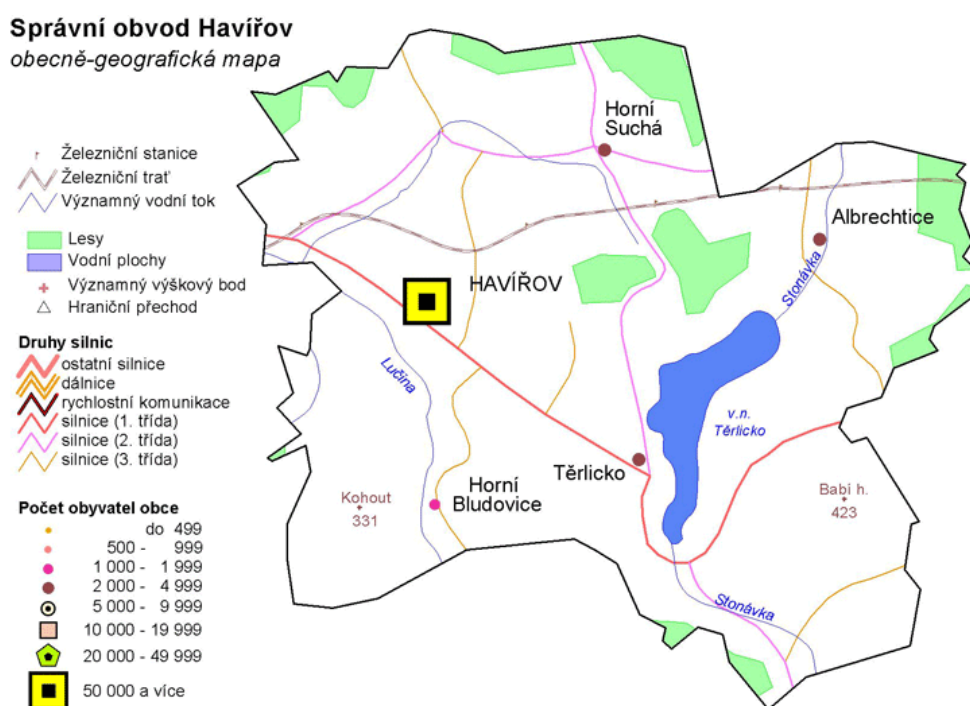 Správní obvod Havířov
obecně-geografická mapa
Železniční stanice
Železniční trať
Významný vodní tok
Lesy
Vodní plochy
Významný výškový bod
Hraniční přechod
Druhy silnic
ostatní silnice
dálnice
rychlostní komunikace
silnice (1. třída)
silnice (2. třída)
silnice (3. třída)
Počet obyvatel obce
do 499
500 - 999
1 000 - 1 999
2 000 - 4 999
5 000 - 9 999
10 000 - 19 999
20 000 - 49 999
50 000 a více
Horní
Suchá
Albrechtice
HAVÍŘOV
Stonávka
Lučina
v.n.
Těrlicko
Těrlicko
Horní
Bludovice
Kohout
331
Babí h.
423
Stonávka